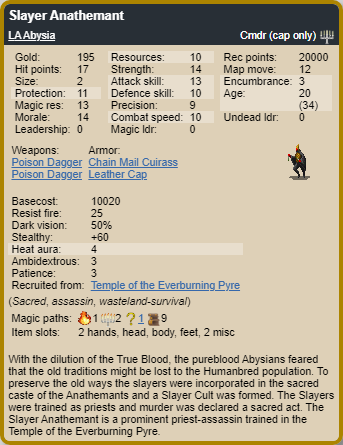 Slayer Anathemant
LA Abysia Cmdr (cap only)
Gold: 195 Resources: 10 Rec points: 20000
Hit points: 17 Strength: 14 Map move: 12
Size: 2 Attack skill: 13 Encumbrance: 3
Protection: 11 Defence skill: 10 Age: 20
Magic res: 13 Precision: 9 (34)
Morale: 14 Combat speed: 10 Undead ldr: 0
Leadership: 0 Magic ldr: 0
Weapons: Armor:
Poison Dagger Chain Mail Cuirass
Poison Dagger Leather Cap
Basecost: 10020
Resist fire: 25
Dark vision: 50%
Stealthy: +60
Heat aura: 4
Ambidextrous: 3
Patience: 3
Recruited from: Temple of the Everburning Pyre
(Sacred, assassin, wasteland-survival)
Magic paths: 1 2 ? 1 9
Item slots: 2 hands, head, body, feet, 2 misc
With the dilution of the True Blood, the pureblood Abysians feared
that the old traditions might be lost to the Humanbred population. To
preserve the old ways the slayers were incorporated in the sacred
caste of the Anathemants and a Slayer Cult was formed. The Slayers
were trained as priests and murder was declared a sacred act. The
Slayer Anathemant is a prominent priest-assassin trained in the
Temple of the Everburning Pyre.